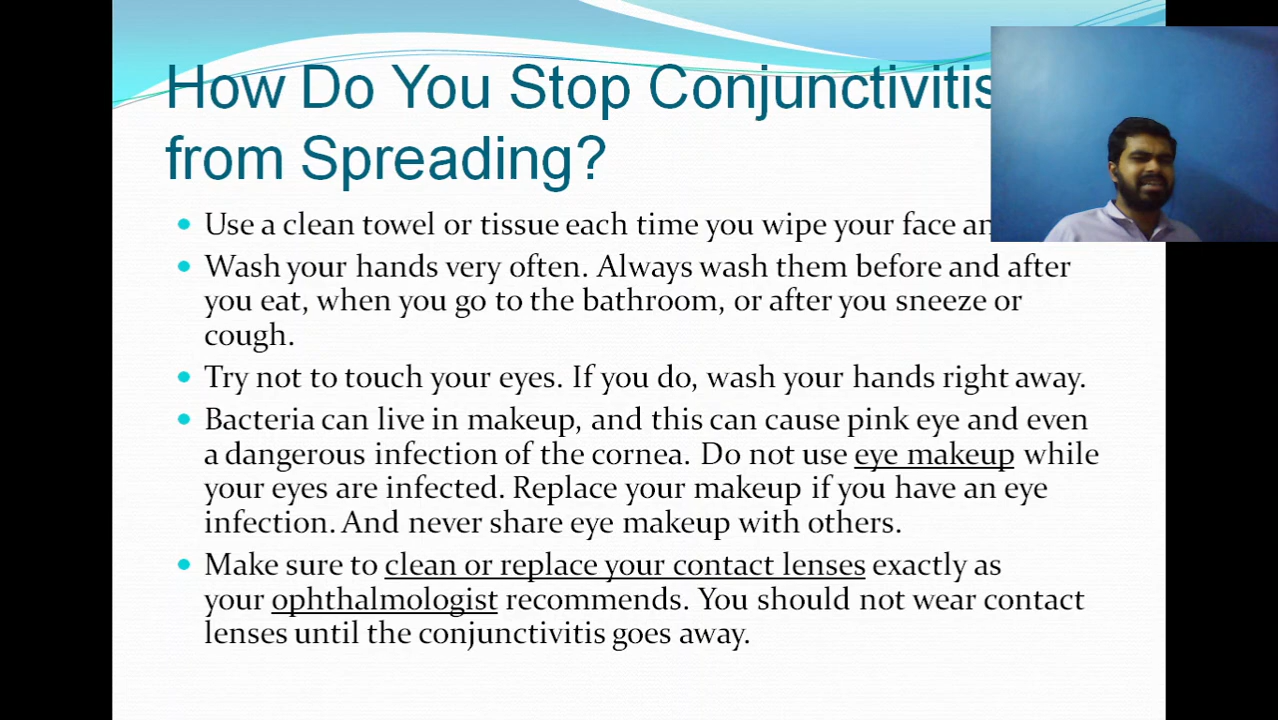 How Do You Stop Conjunctivitis
from Spreading?
Use a clean towel or tissue each time you wipe your face
Wash your hands very often. Always wash them before and after
you eat, when you go to the bathroom, or after you sneeze or
cough.
Try not to touch your eyes. If you do, wash your hands right away.
Bacteria can live in makeup, and this can cause pink eye and even
a dangerous infection of the cornea. Do not use eye makeup while
your eyes are infected. Replace your makeup if you have an eye
infection. And never share eye makeup with others.
Make sure to clean or replace your contact lenses exactly as
your ophthalmologist recommends. You should not wear contact
lenses until the conjunctivitis goes away.